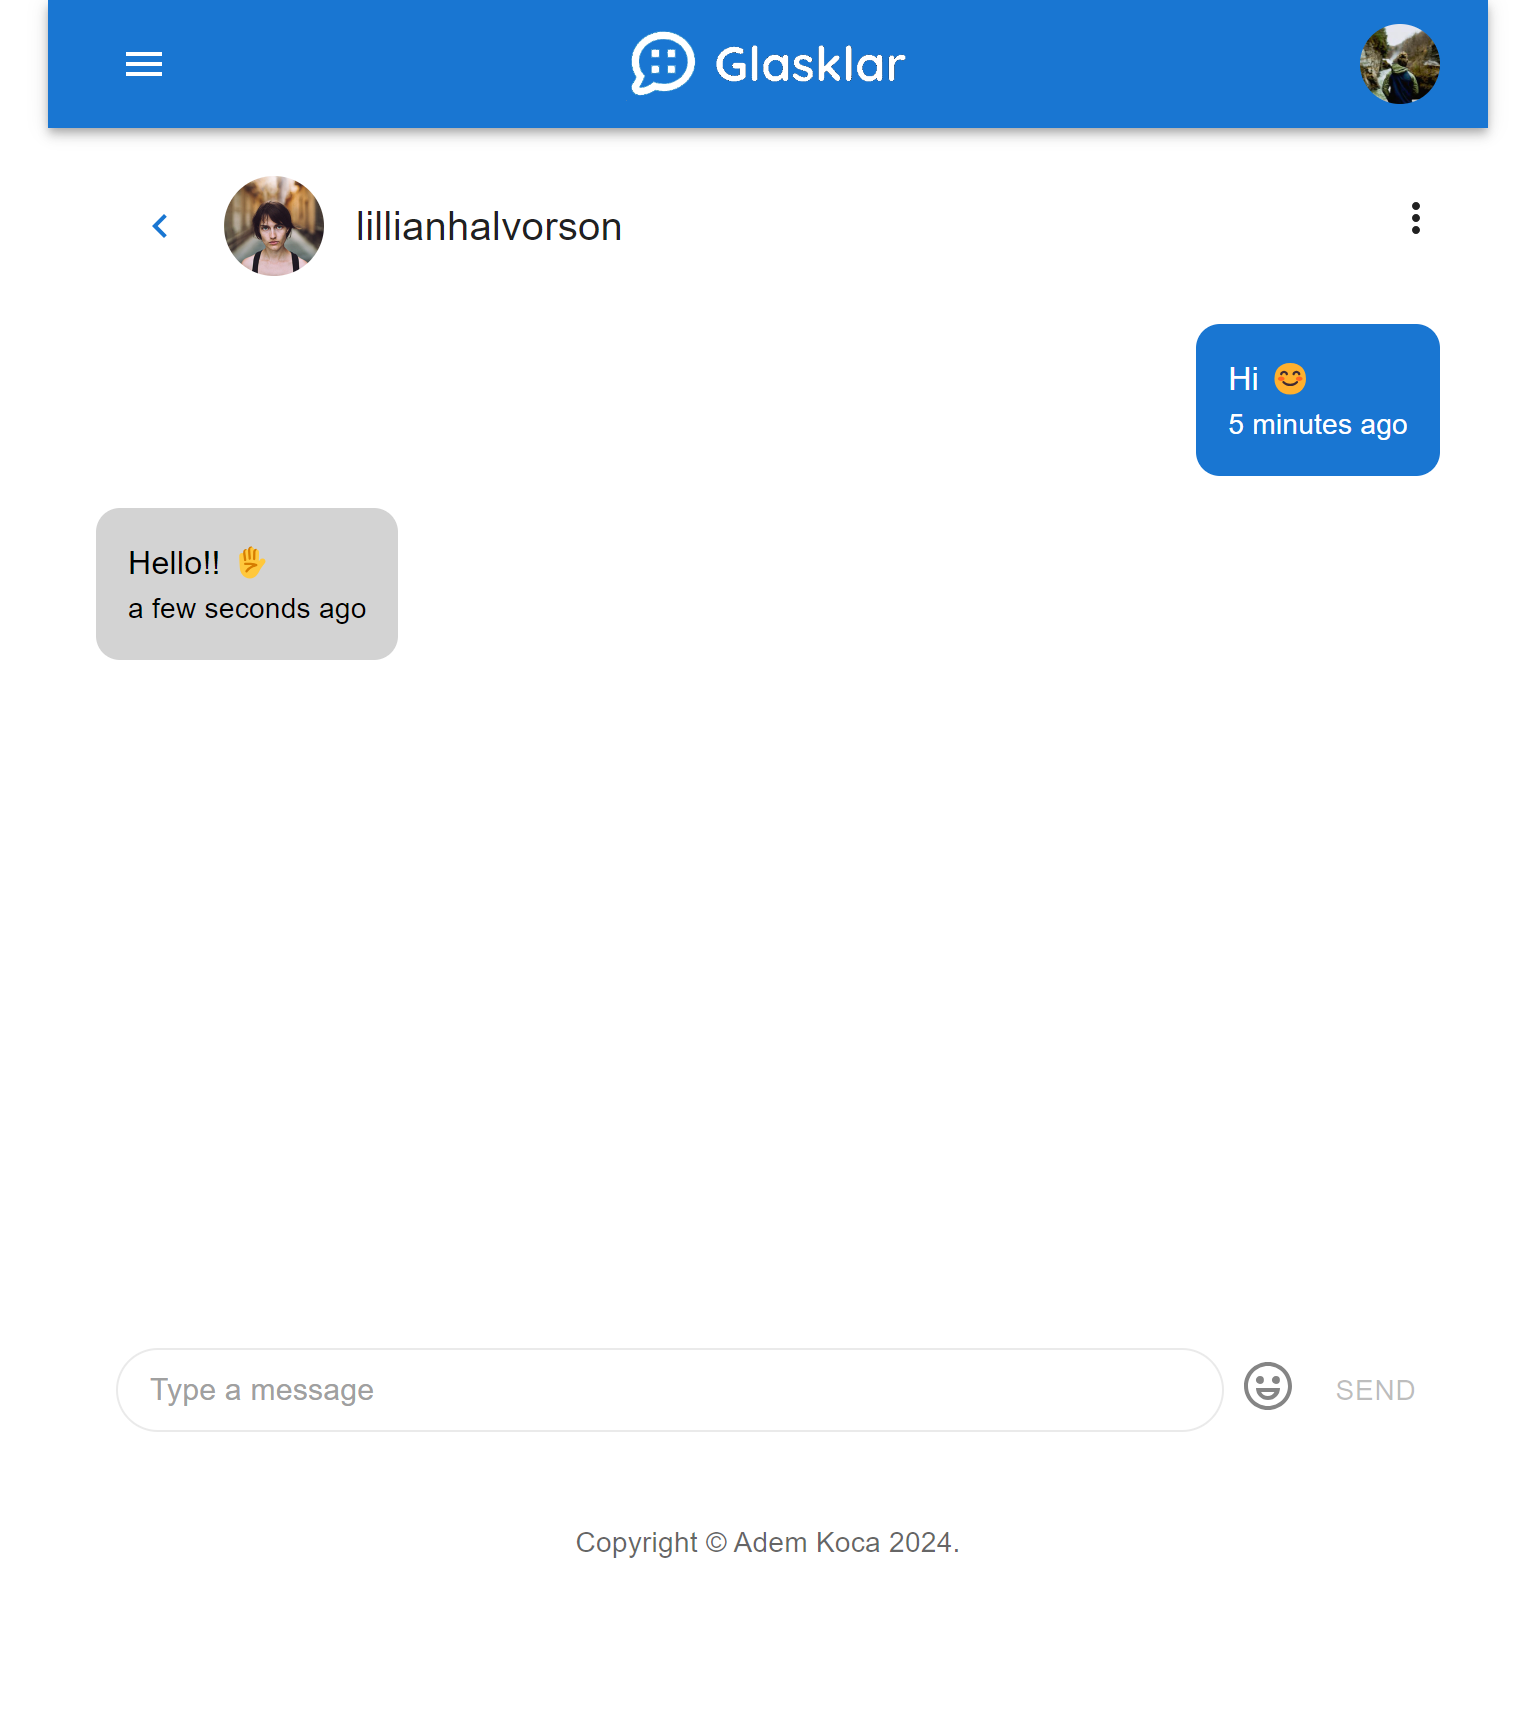 Glasklar
lillianhalvorson
Hi 😊
5 minutes ago
Hello!! 🖐
a few seconds ago
Type a message
SEND
Copyright © Adem Koca 2024.